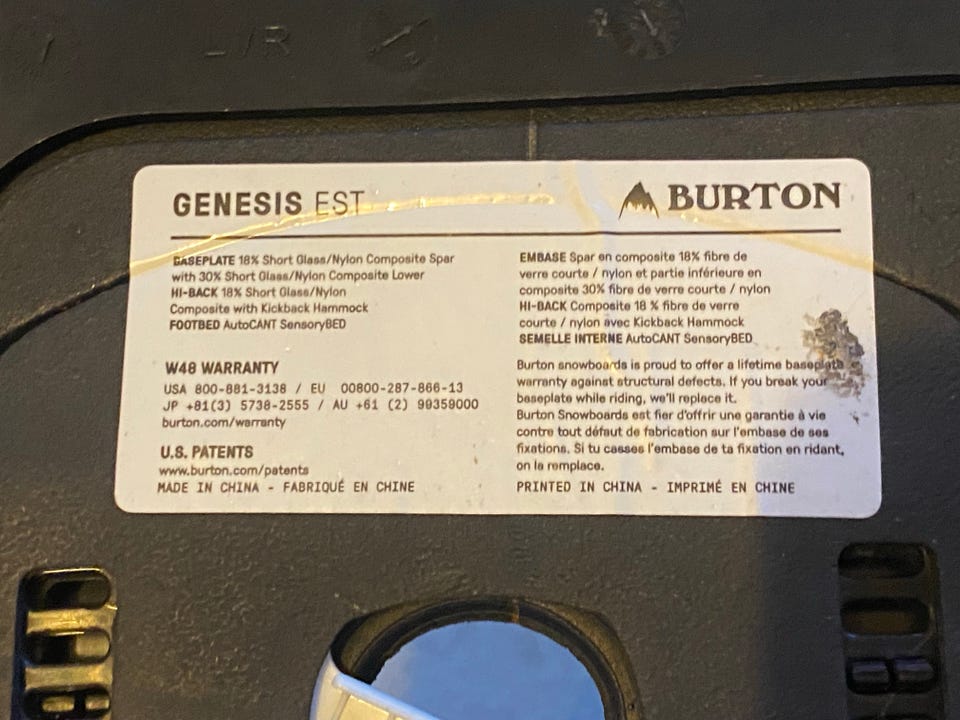 L/R
GENESIS EST
BURTON
BASEPLATE 18% Short Glass/Nylon Composite Spar
with 30% Short Glass/Nylon Composite Lower
HI-BACK 18% Short Glass/Nylon
Composite with Kickback Hammock
FOOTBED AutoCANT SensoryBED
W48 WARRANTY
USA 800-881-3138 / EU 00800-287-866-13
JP +81(3) 5738-2555 / AU +61 (2) 99359000
burton.com/warranty
U.S. PATENTS
www.burton.com/patents
MADE IN CHINA - FABRIQUÉ EN CHINE
EMBASE Spar en composite 18% fibre de
verre courte / nylon et partie inférieure en
composite 30% fibre de verre courte / nylon
HI-BACK Composite 18 % fibre de verre
courte / nylon avec Kickback Hammock
SEMELLE INTERNE AutoCANT SensoryBED
Burton snowboards is proud to offer a lifetime baseplate
warranty against structural defects. If you break your
baseplate while riding, we'll replace it.
Burton Snowboards est fier d'offrir une garantie à vie
contre tout défaut de fabrication sur l'embase de ses
fixations. Si tu casses l'embase de ta fixation en ridant,
on la remplace.
PRINTED IN CHINA - IMPRIMÉ EN CHINE